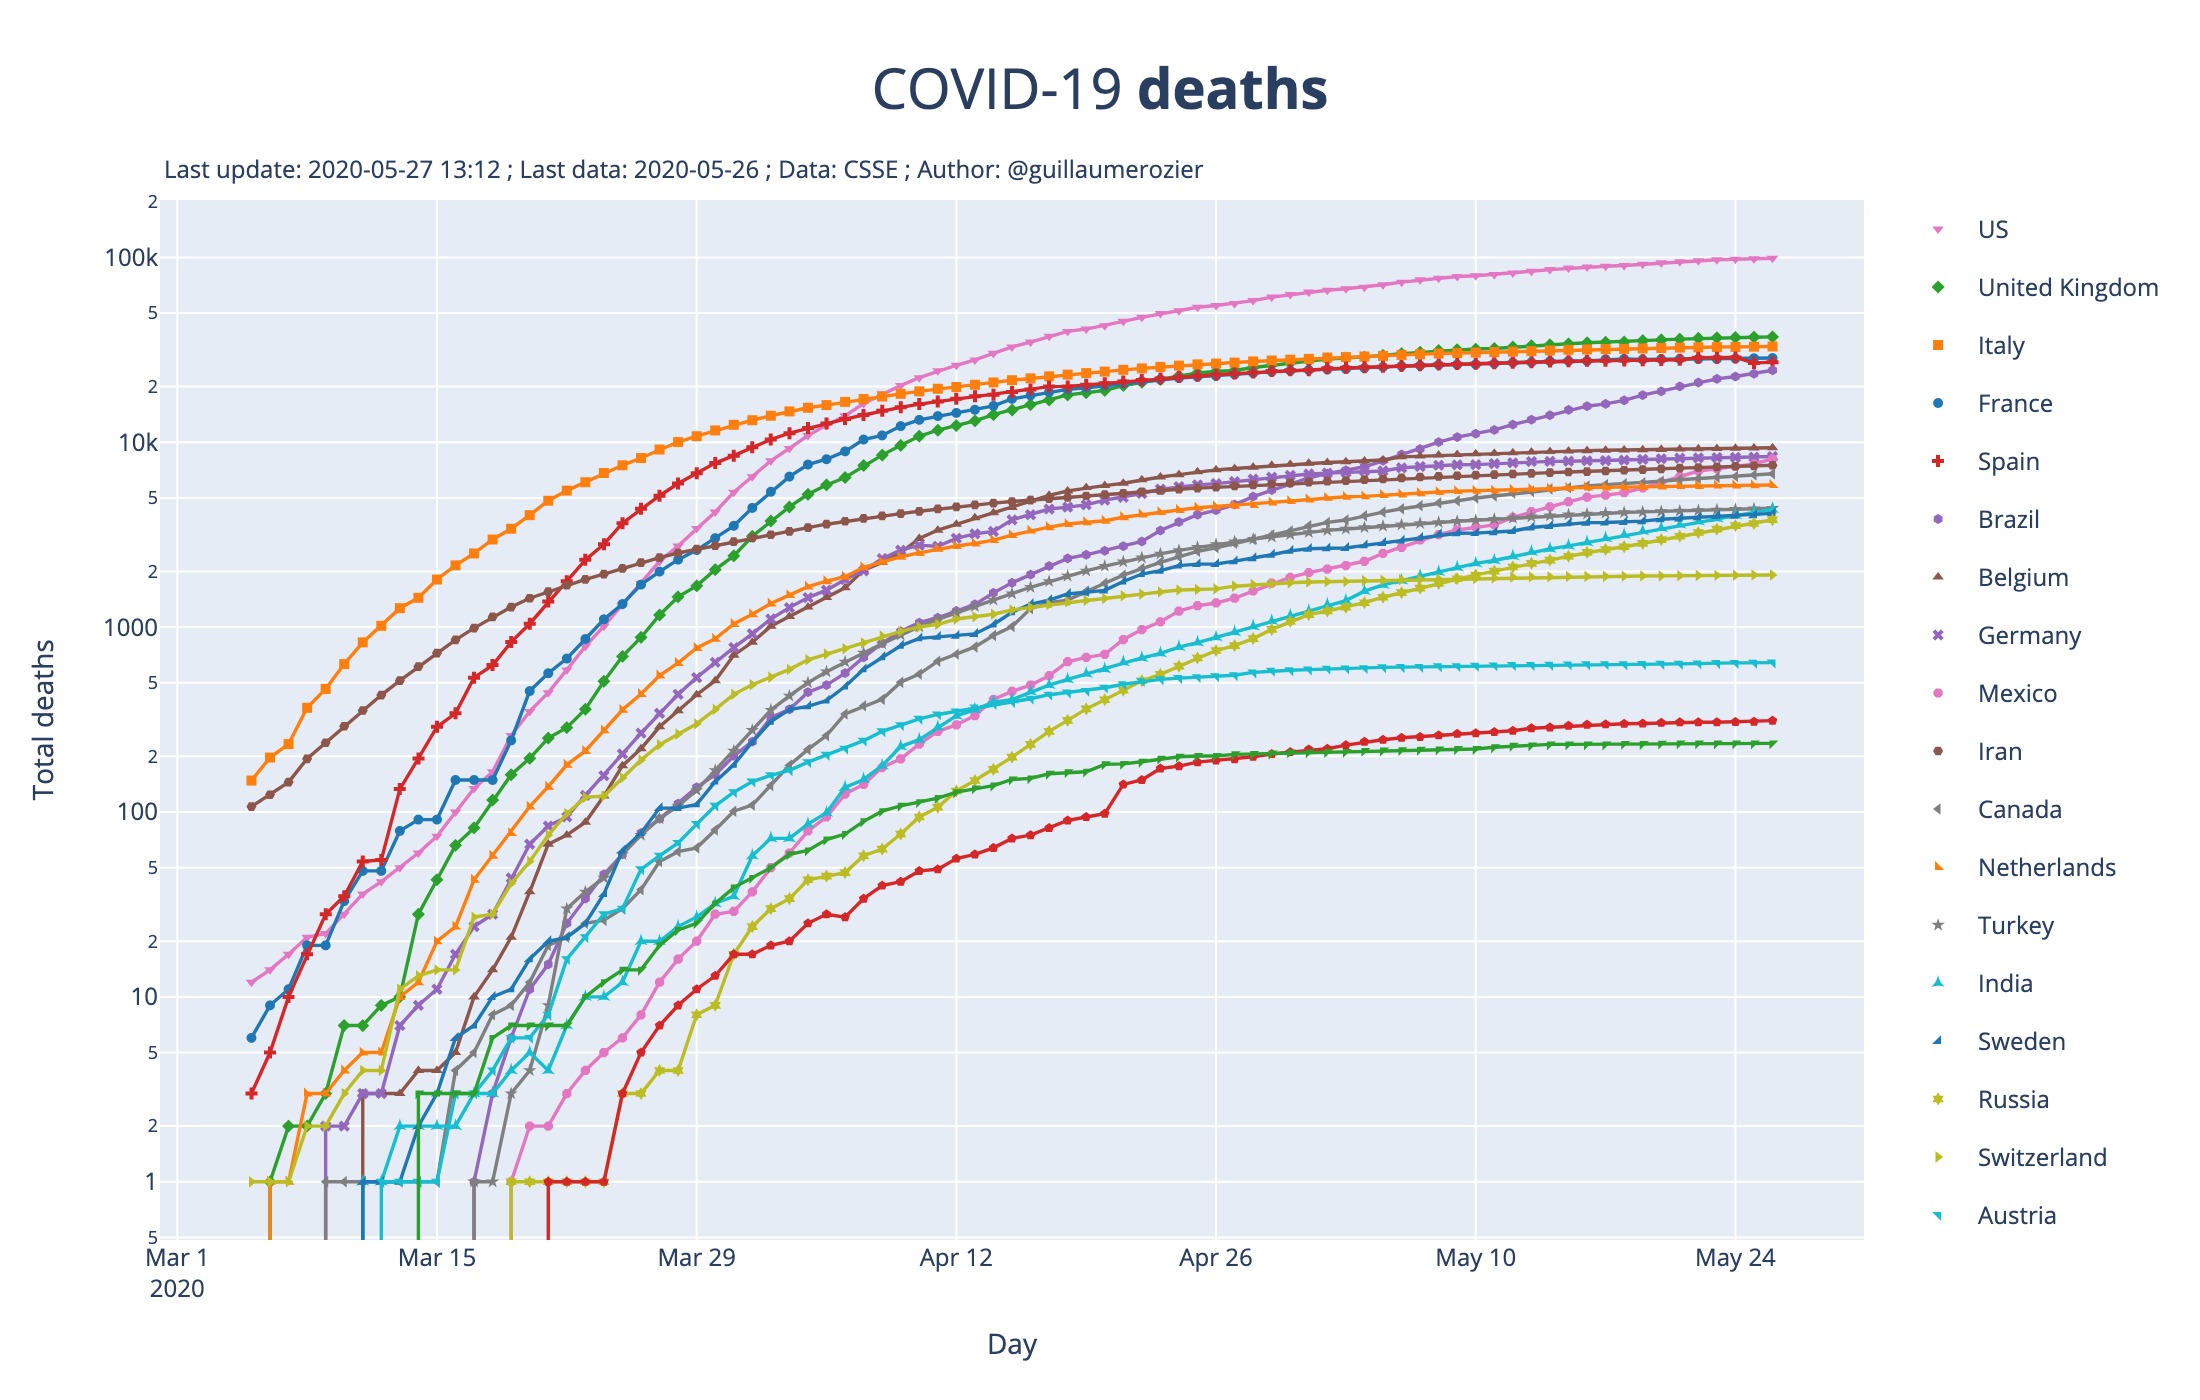 COVID-19 deaths
Last update: 2020-05-27 13:12 ; Last data: 2020-05-26 ; Data: CSSE ; Author: @guillaumerozier
2
100k
5
2
10k
5
2
1000
5
2
100
5
2
10
5
2
1
5
Total deaths
Mar 1
2020
Mar 15
Mar 29
Apr 12
Apr 26
May 10
May 24
Day
US
United Kingdom
Italy
France
Spain
Brazil
Belgium
Germany
Mexico
Iran
Canada
Netherlands
Turkey
India
Sweden
Russia
Switzerland
Austria